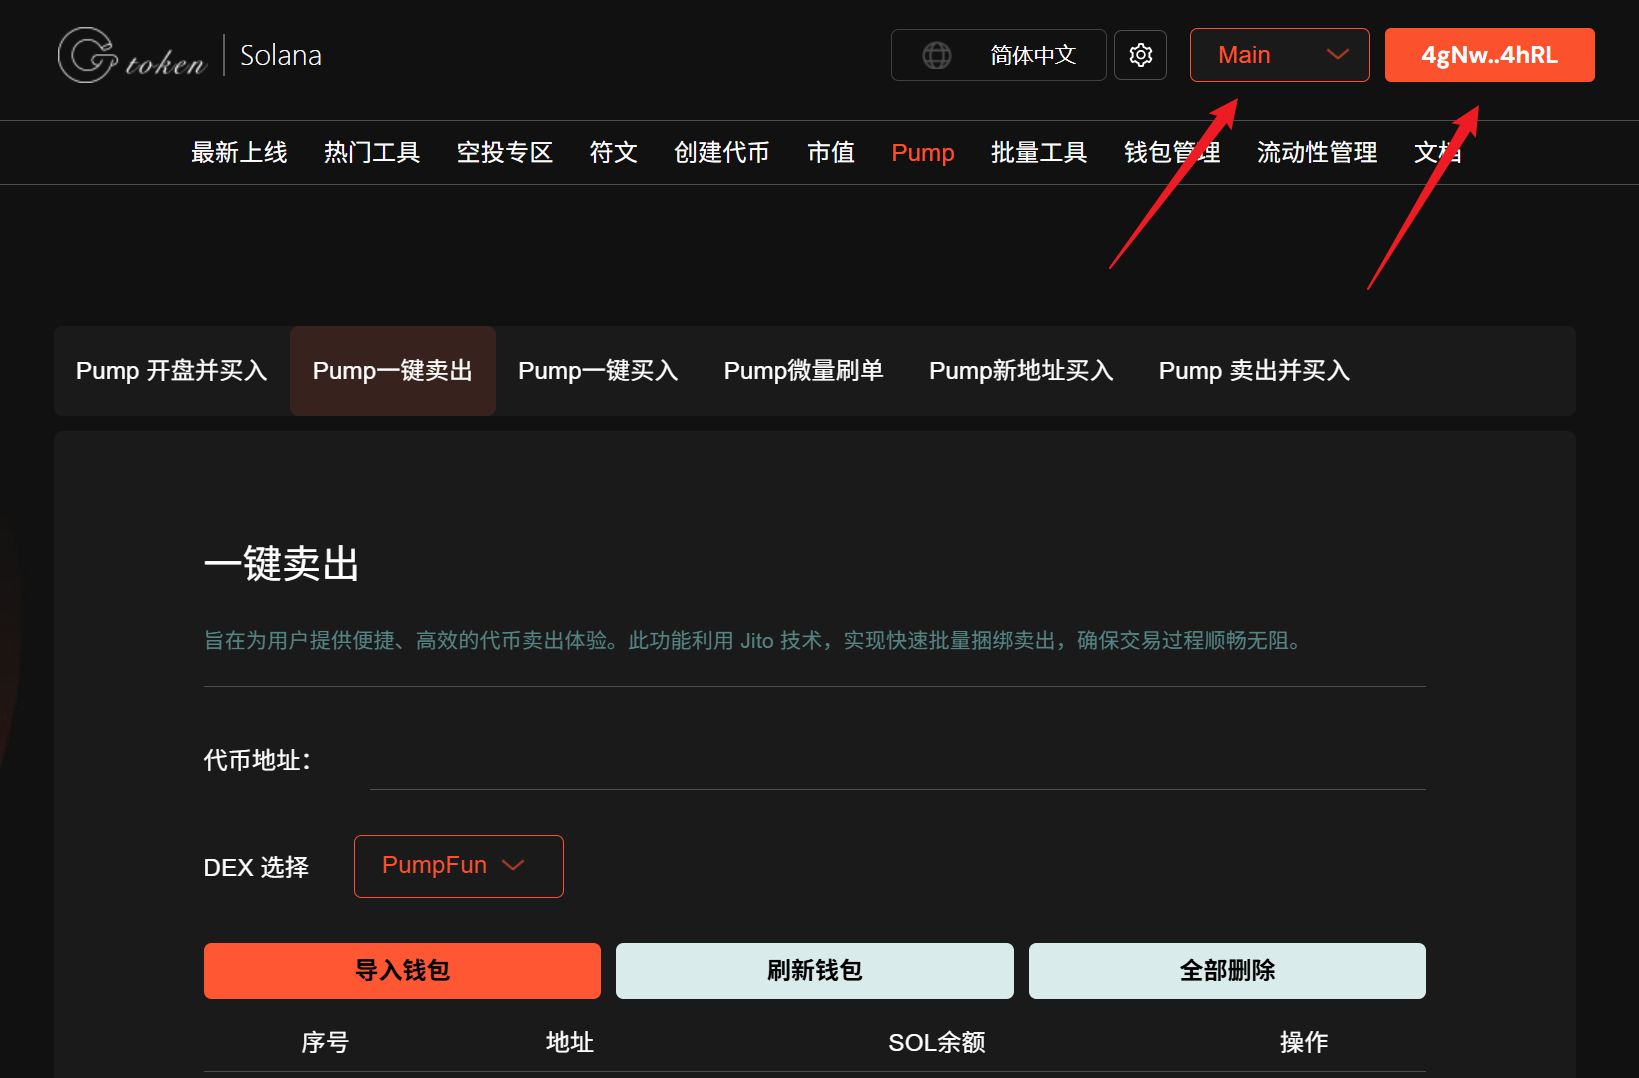 Gtoken Solana 简体中文 Main 4gNw..4hRL
最新上线 热门工具 空投专区 符文 创建代币 市值 Pump 批量工具 钱包管理 流动性管理 文档
Pump 开盘并买入 Pump一键卖出 Pump一键买入 Pump微量刷单 Pump新地址买入 Pump 卖出并买入
一键卖出
旨在为用户提供便捷、高效的代币卖出体验。此功能利用 Jito 技术，实现快速批量捆绑卖出，确保交易过程顺畅无阻。
代币地址：
DEX 选择 PumpFun
导入钱包 刷新钱包 全部删除
序号 地址 SOL余额 操作